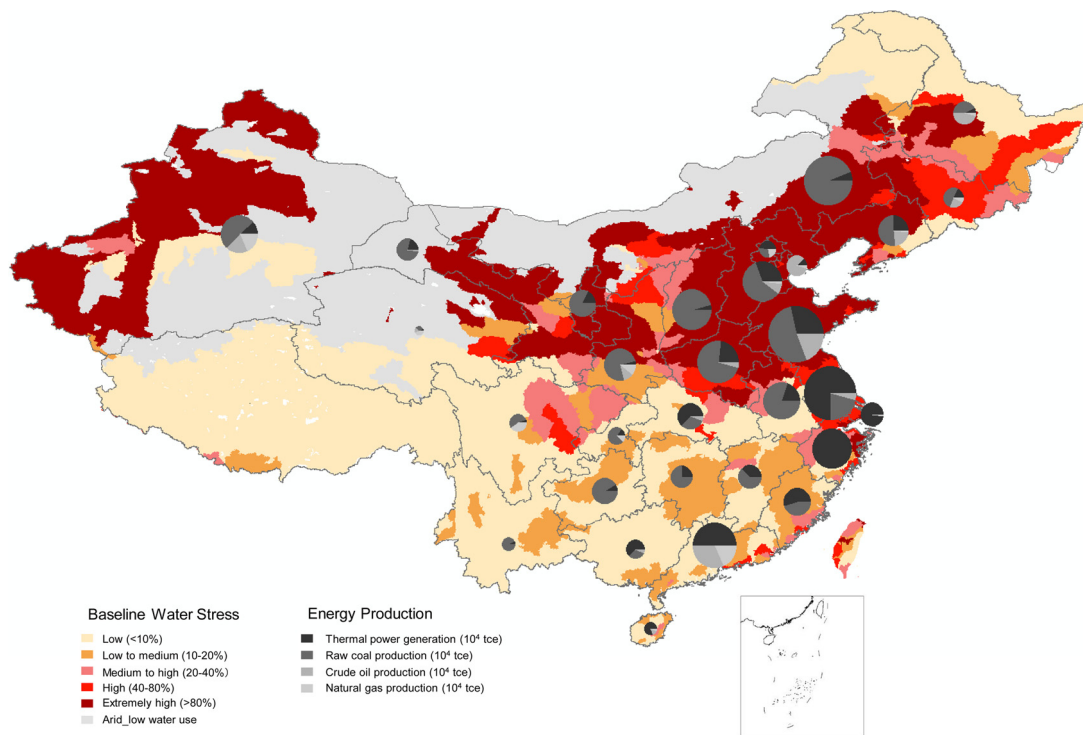 Baseline Water Stress
Low (<10%)
Low to medium (10-20%)
Medium to high (20-40%)
High (40-80%)
Extremely high (>80%)
Arid_low water use
Energy Production
Thermal power generation (10⁴ tce)
Raw coal production (10⁴ tce)
Crude oil production (10⁴ tce)
Natural gas production (10⁴ tce)